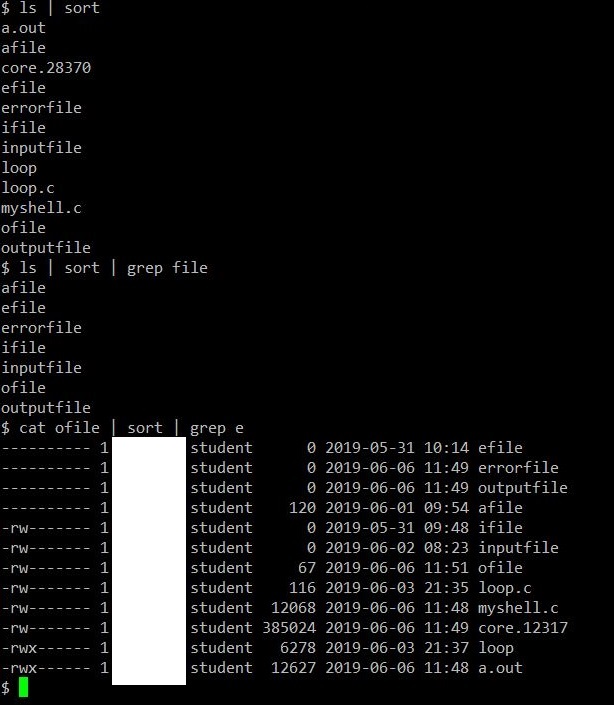 $ ls | sort
a.out
afile
core.28370
efile
errorfile
ifile
inputfile
loop
loop.c
myshell.c
ofile
outputfile
$ ls | sort | grep file
afile
efile
errorfile
ifile
inputfile
ofile
outputfile
$ cat ofile | sort | grep e
---------- 1 student 0 2019-05-31 10:14 efile
---------- 1 student 0 2019-06-06 11:49 errorfile
---------- 1 student 0 2019-06-06 11:49 outputfile
---------- 1 student 120 2019-06-01 09:54 afile
-rw------- 1 student 0 2019-05-31 09:48 ifile
-rw------- 1 student 0 2019-06-02 08:23 inputfile
-rw------- 1 student 67 2019-06-06 11:51 ofile
-rw------- 1 student 116 2019-06-03 21:35 loop.c
-rw------- 1 student 12068 2019-06-06 11:48 myshell.c
-rw------- 1 student 385024 2019-06-06 11:49 core.12317
-rwx------ 1 student 6278 2019-06-03 21:37 loop
-rwx------ 1 student 12627 2019-06-06 11:48 a.out
$